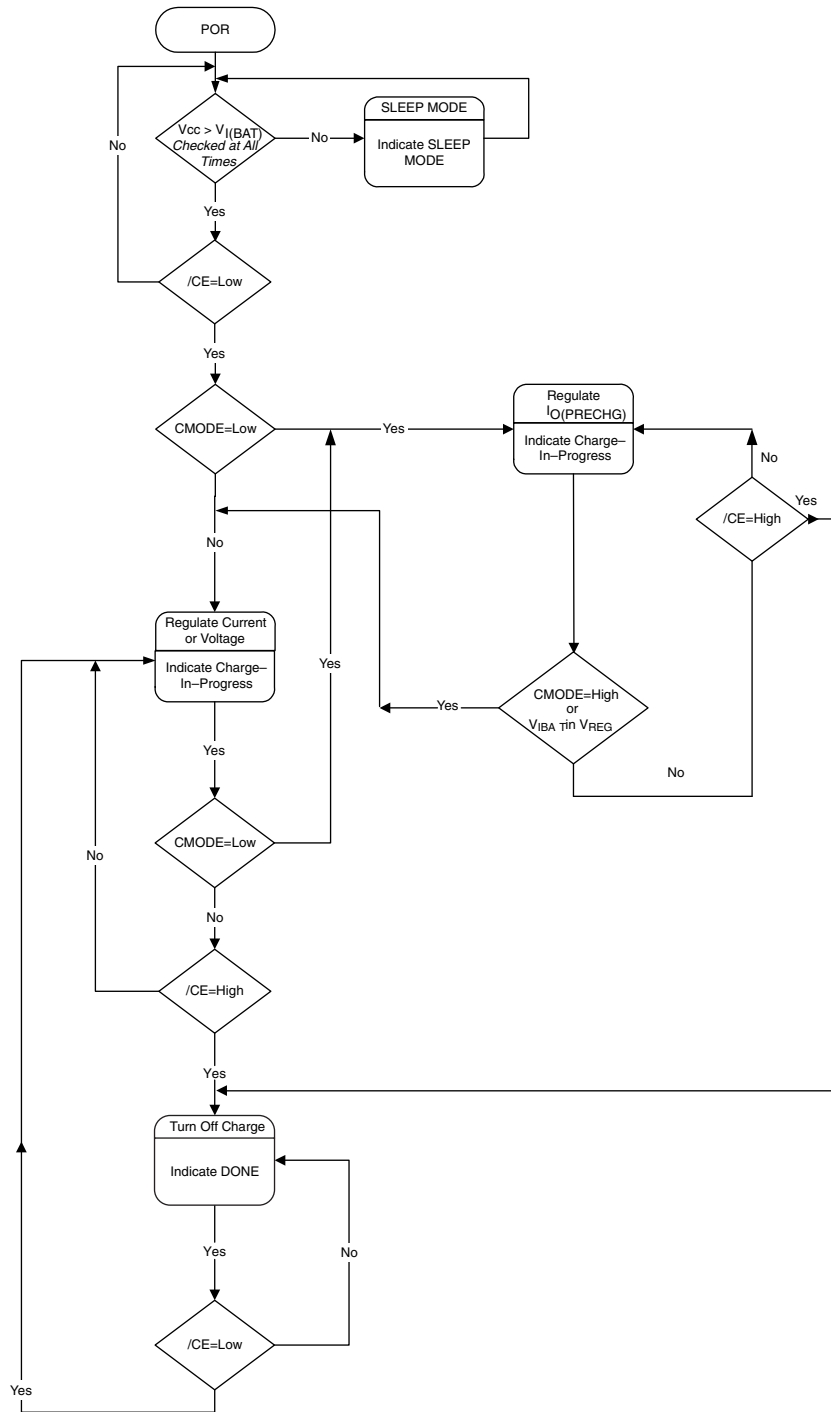 POR
Vcc > VI(BAT)
Checked at All
Times
No
No
SLEEP MODE
Indicate SLEEP
MODE
Yes
/CE=Low
Yes
CMODE=Low
Yes
Regulate
IO(PRECHG)
Indicate Charge–
In–Progress
No
/CE=High
Yes
No
Regulate Current
or Voltage
Indicate Charge–
In–Progress
Yes
Yes
CMODE=High
or
VIBA T in VREG
Yes
No
Yes
CMODE=Low
No
No
/CE=High
Yes
Turn Off Charge
Indicate DONE
Yes
No
/CE=Low
Yes